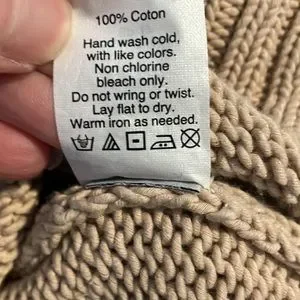 100% Coton
Hand wash cold,
with like colors.
Non chlorine
bleach only.
Do not wring or twist.
Lay flat to dry.
Warm iron as needed.